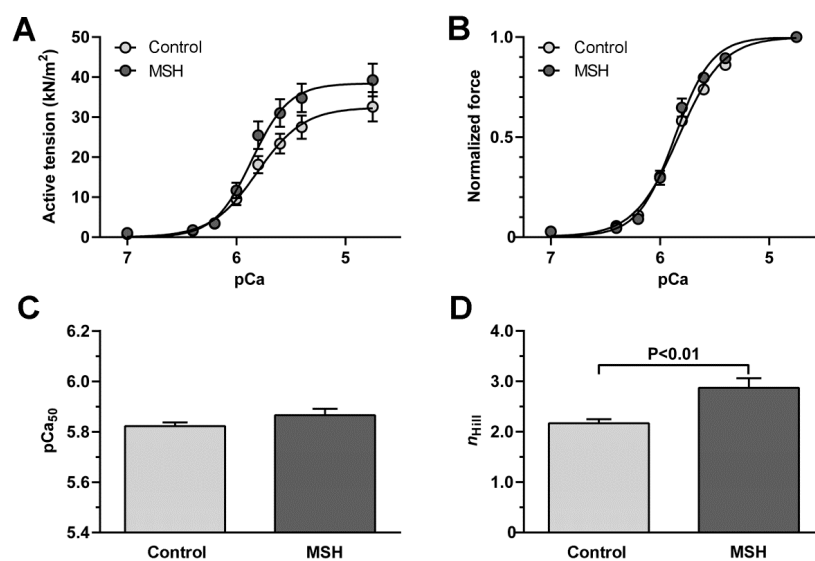 A
Active tension (kN/m²)
50
40
30
20
10
0
Control
MSH
7
6
5
pCa
B
Normalized force
1.0
0.5
0
Control
MSH
7
6
5
pCa
C
pCa₅₀
6.2
6.0
5.8
5.6
5.4
Control
MSH
D
nHill
4.0
3.0
2.0
1.0
0
P<0.01
Control
MSH